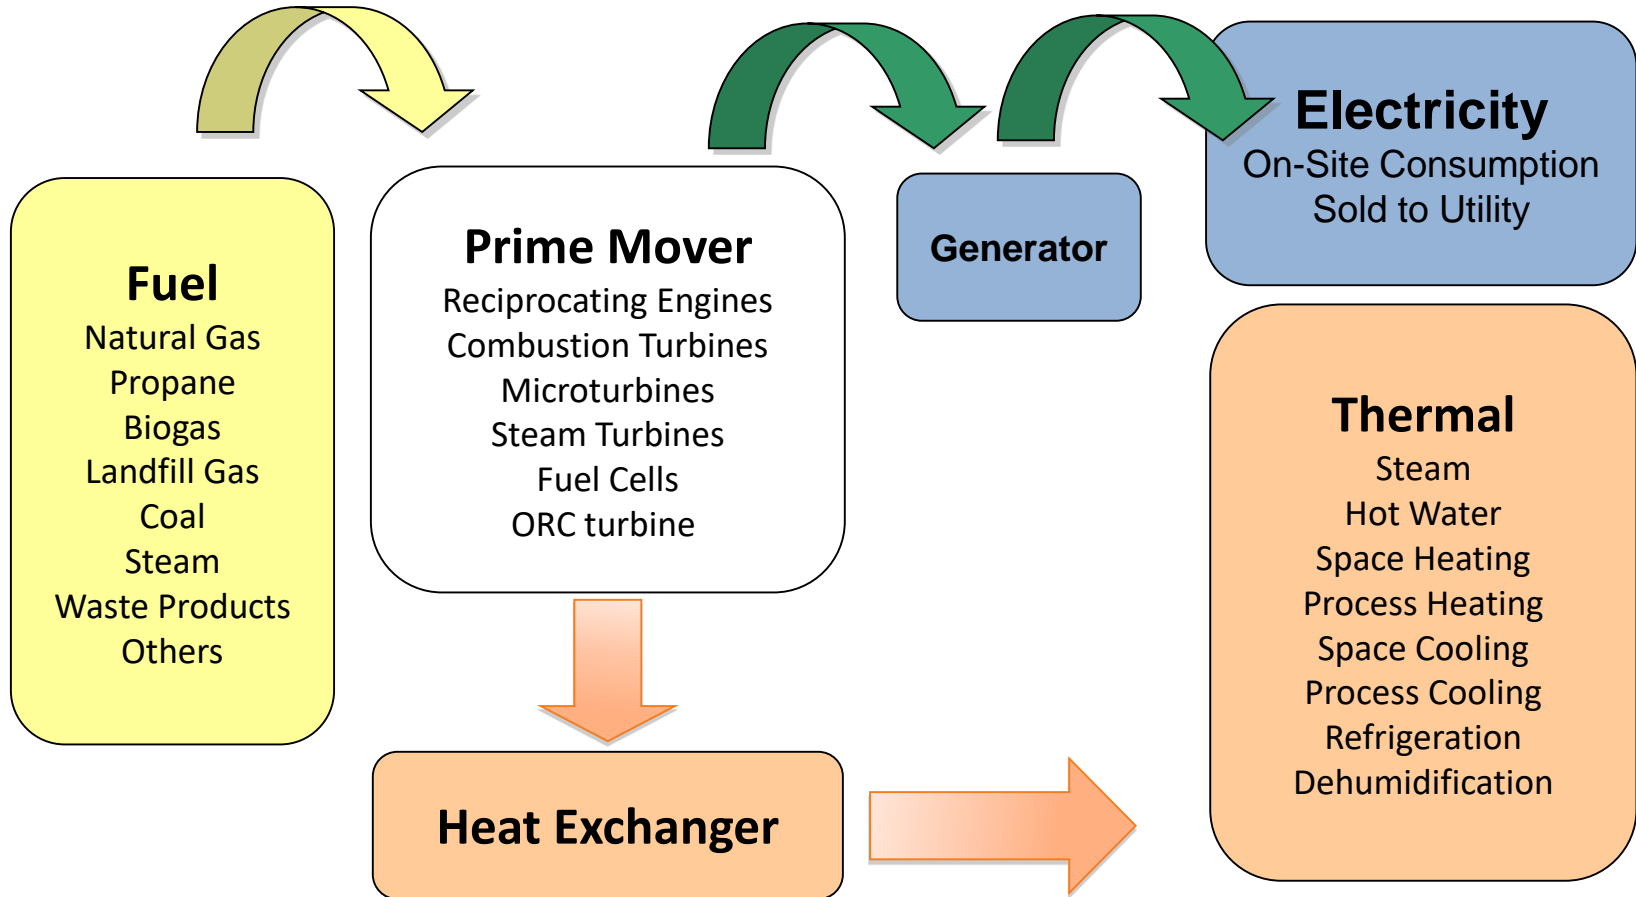 Fuel
Natural Gas
Propane
Biogas
Landfill Gas
Coal
Steam
Waste Products
Others
Prime Mover
Reciprocating Engines
Combustion Turbines
Microturbines
Steam Turbines
Fuel Cells
ORC turbine
Generator
Electricity
On-Site Consumption
Sold to Utility
Heat Exchanger
Thermal
Steam
Hot Water
Space Heating
Process Heating
Space Cooling
Process Cooling
Refrigeration
Dehumidification